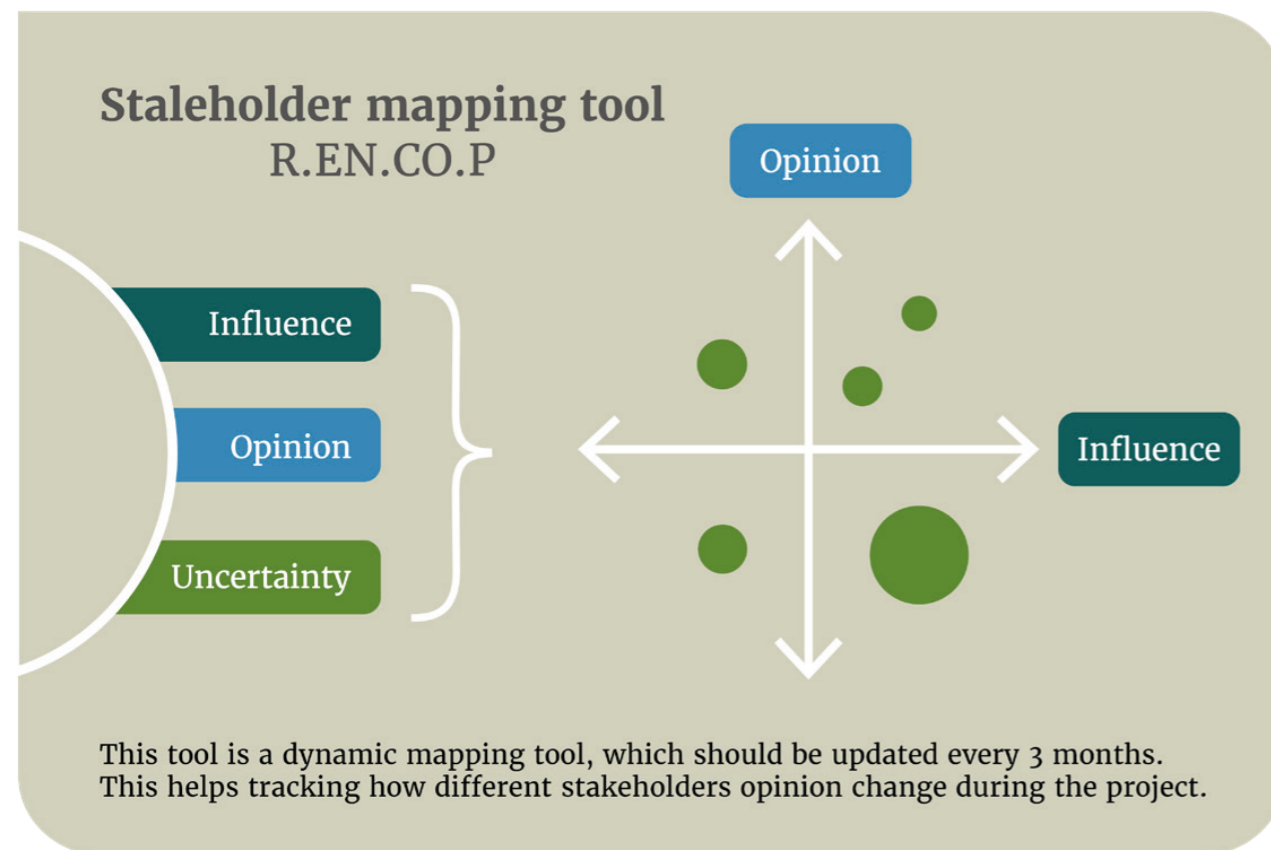 Staleholder mapping tool
R.EN.CO.P
Opinion
Influence
Opinion
Uncertainty
Influence
This tool is a dynamic mapping tool, which should be updated every 3 months.
This helps tracking how different stakeholders opinion change during the project.